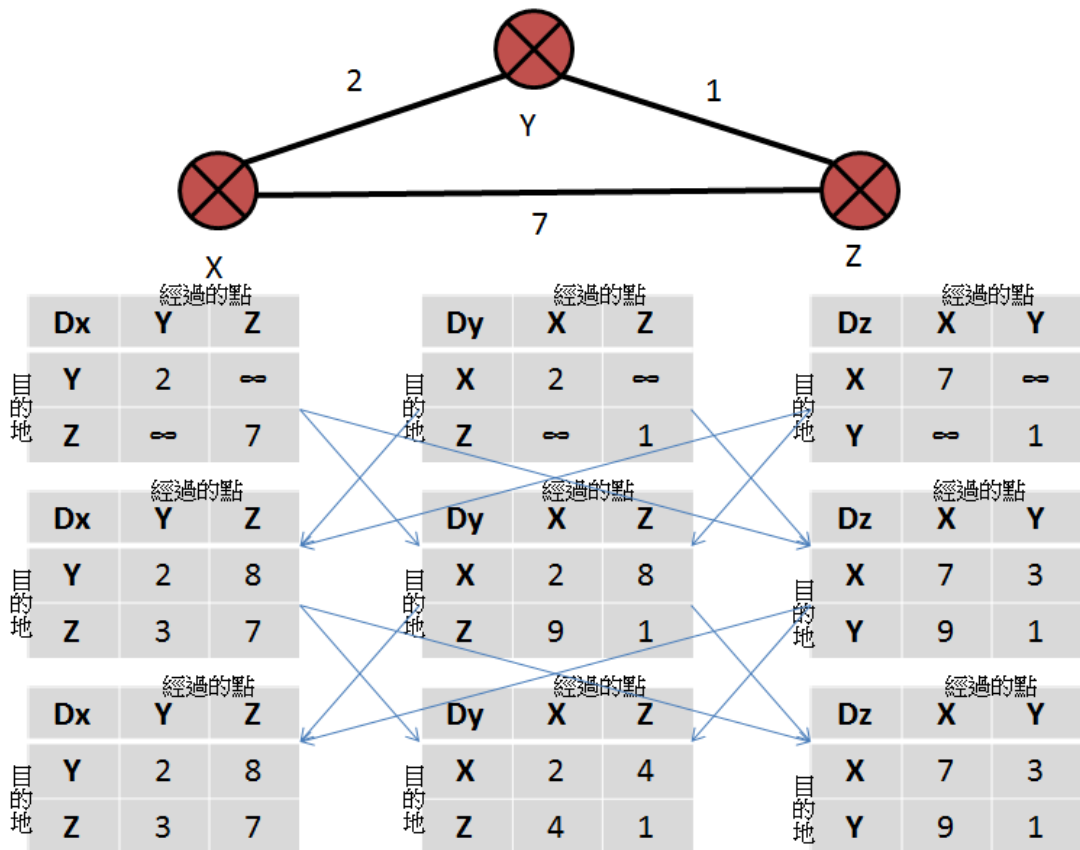 2
1
Y
7
X
Z
經過的點
Dx Y Z
目的地
Y 2 ∞
Z ∞ 7
經過的點
Dy X Z
目的地
X 2 ∞
Z ∞ 1
經過的點
Dz X Y
目的地
X 7 ∞
Y ∞ 1
經過的點
Dx Y Z
目的地
Y 2 8
Z 3 7
經過的點
Dy X Z
目的地
X 2 8
Z 9 1
經過的點
Dz X Y
目的地
X 7 3
Y 9 1
經過的點
Dx Y Z
目的地
Y 2 8
Z 3 7
經過的點
Dy X Z
目的地
X 2 4
Z 4 1
經過的點
Dz X Y
目的地
X 7 3
Y 9 1